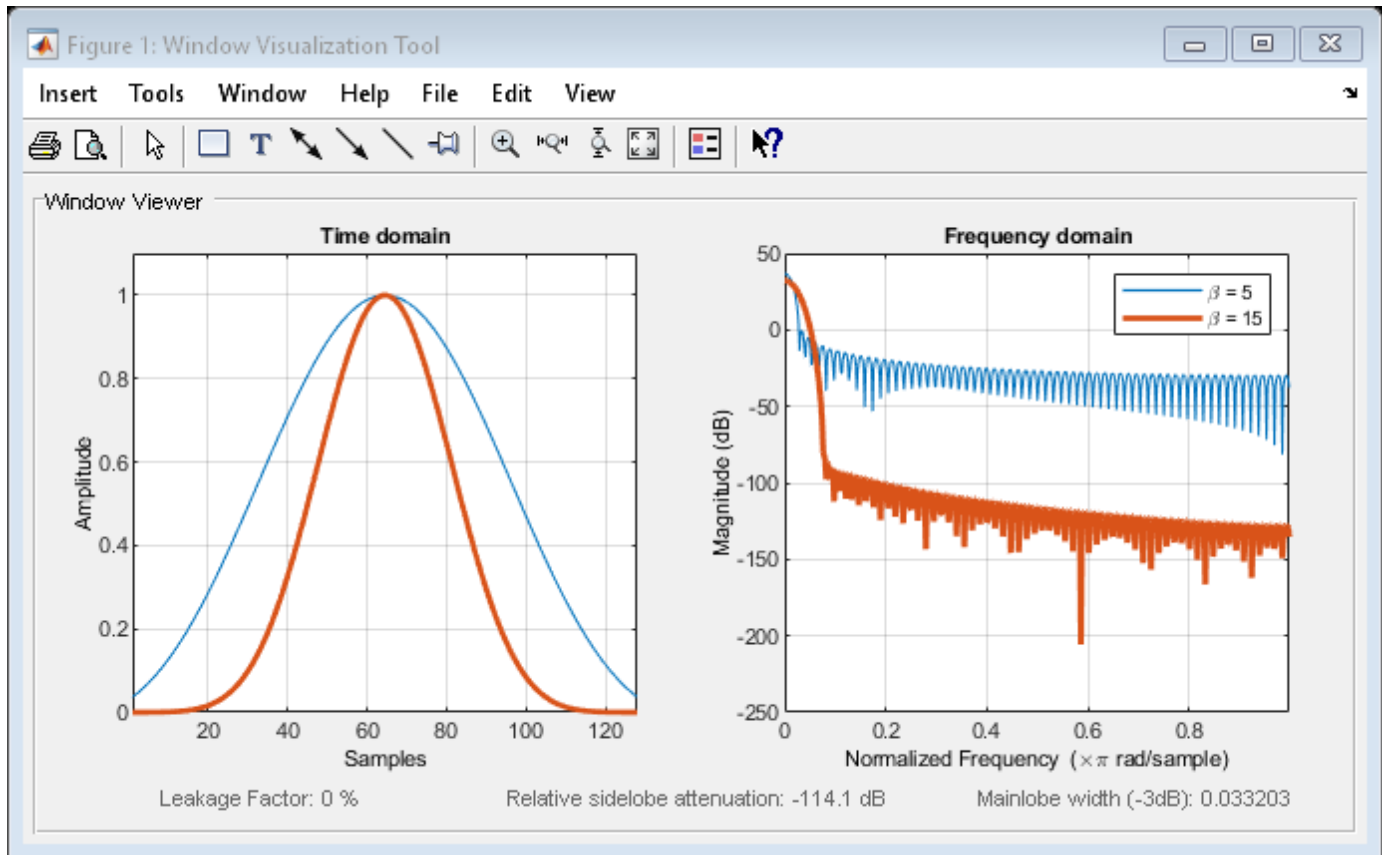 Figure 1: Window Visualization Tool
Insert Tools Window Help File Edit View
T
?
Window Viewer
Time domain
1
0.8
0.6
0.4
0.2
0
Amplitude
20 40 60 80 100 120
Samples
Frequency domain
β = 5
β = 15
50
0
-50
-100
-150
-200
-250
Magnitude (dB)
0 0.2 0.4 0.6 0.8
Normalized Frequency (×π rad/sample)
Leakage Factor: 0 % Relative sidelobe attenuation: -114.1 dB Mainlobe width (-3dB): 0.033203